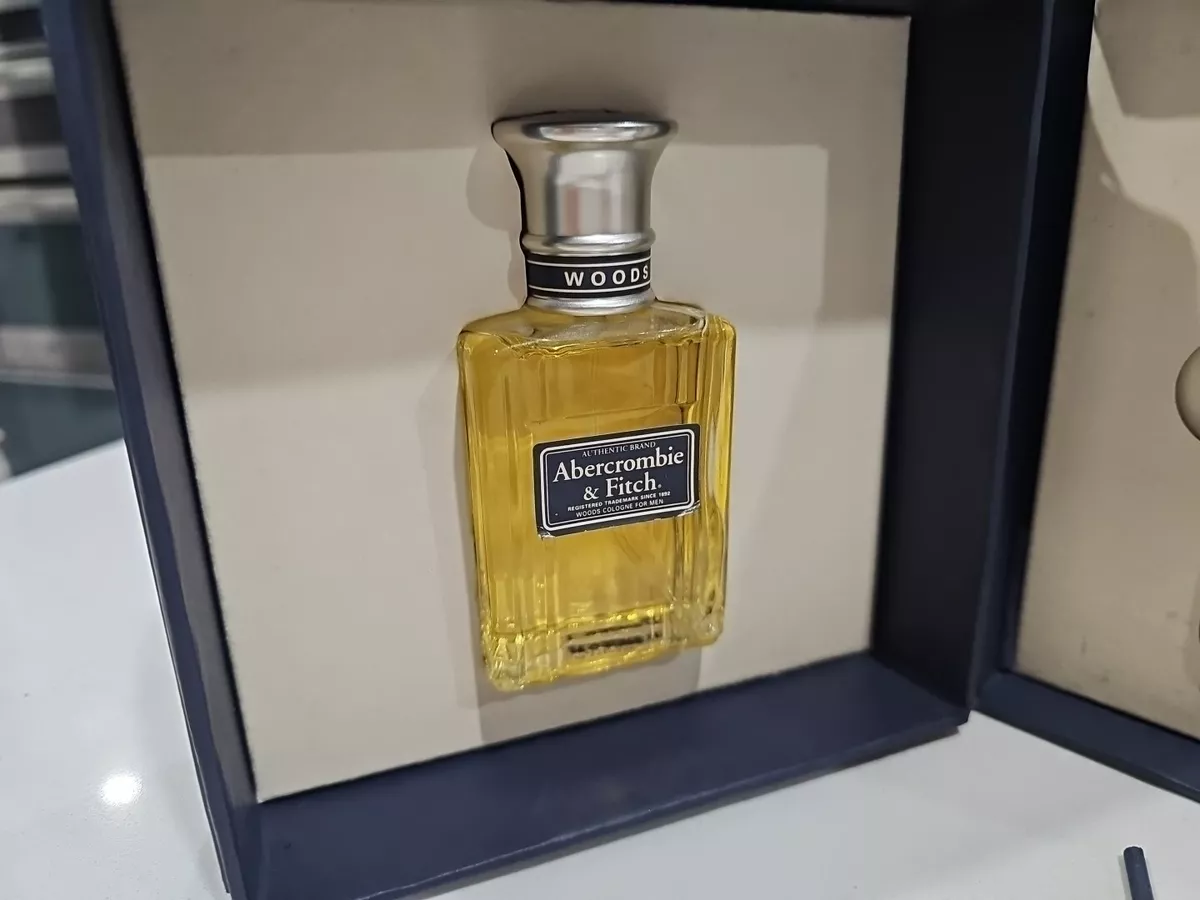 WOODS
AUTHENTIC BRAND
Abercrombie
& Fitch®
REGISTERED TRADEMARK SINCE 1892
WOODS COLOGNE FOR MEN